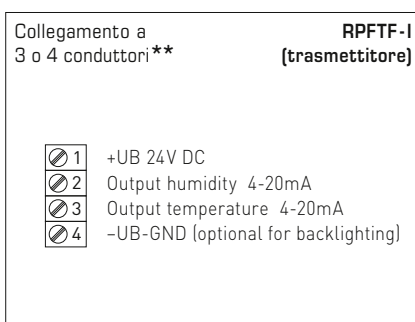 Collegamento a RPFTF-I
3 o 4 conduttori** (trasmettitore)
1 +UB 24V DC
2 Output humidity 4-20mA
3 Output temperature 4-20mA
4 –UB-GND (optional for backlighting)